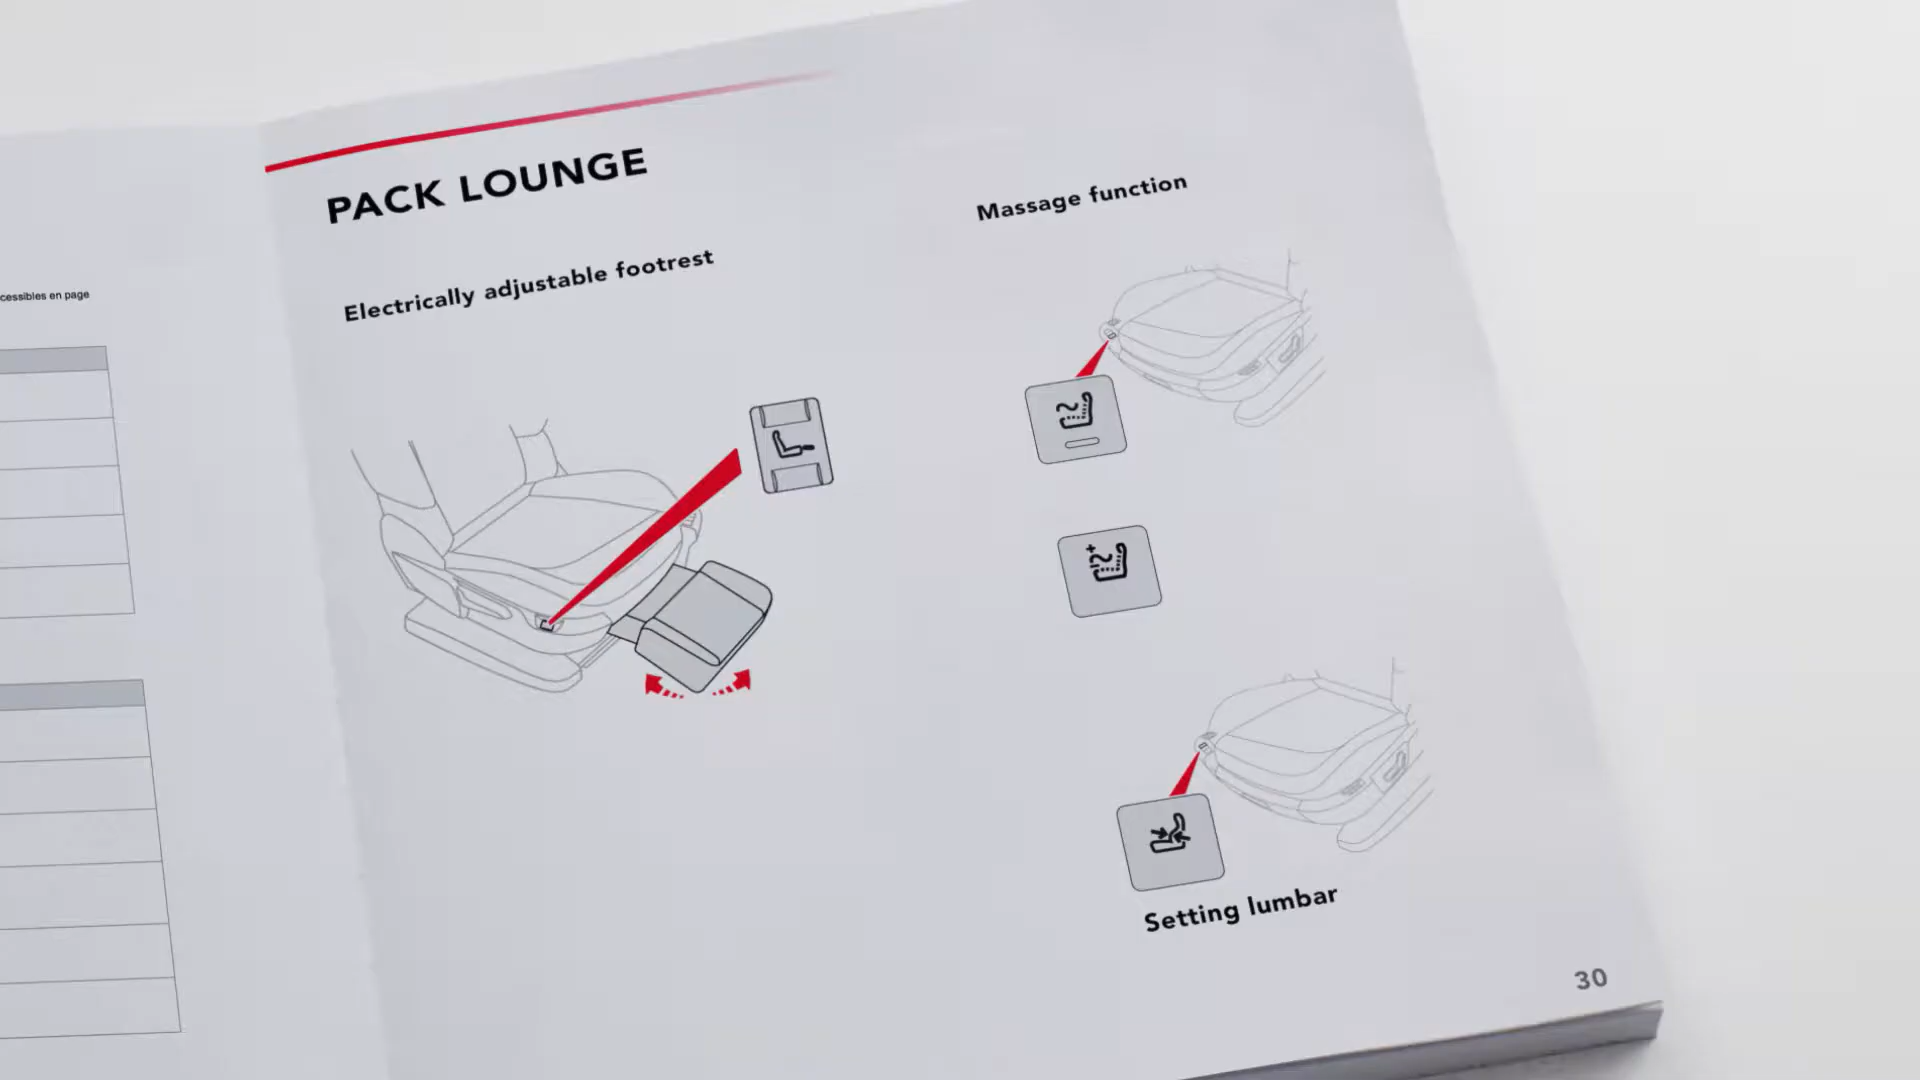 cessibles en page
PACK LOUNGE
Electrically adjustable footrest
Massage function
Setting lumbar
30